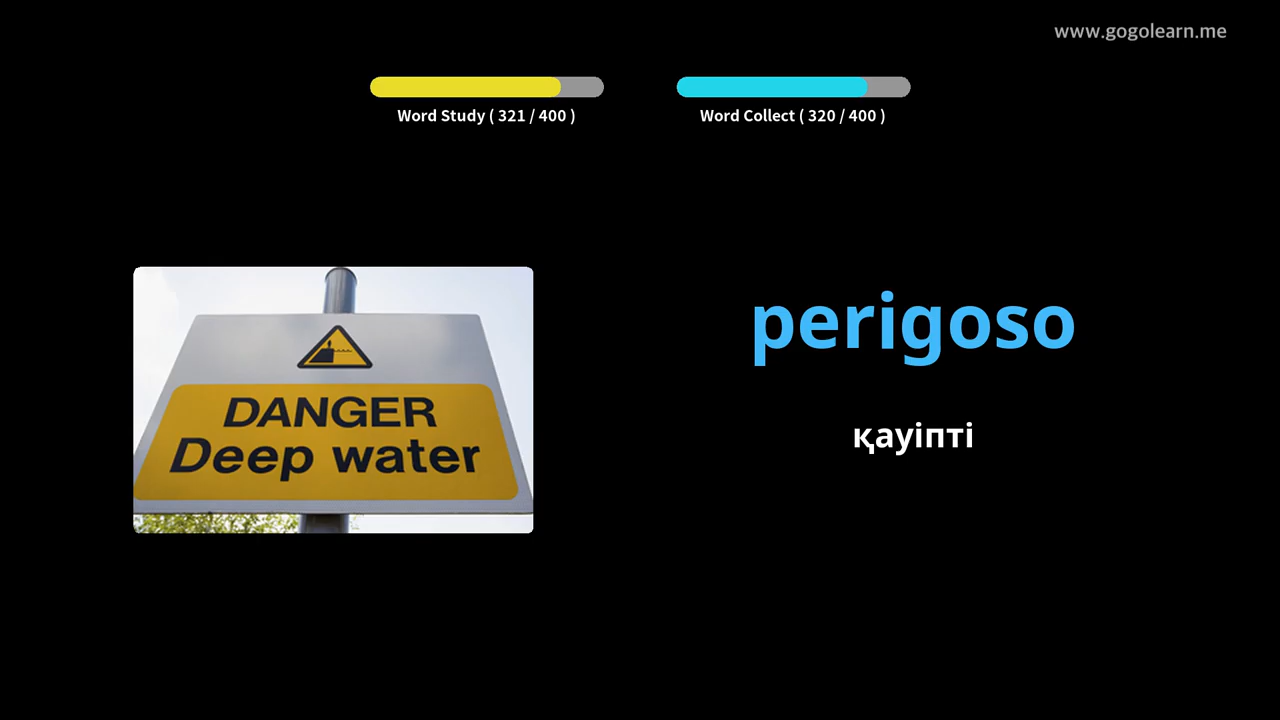 www.gogolearn.me
Word Study ( 321 / 400 )
Word Collect ( 320 / 400 )
DANGER
Deep water
perigoso
қауіпті